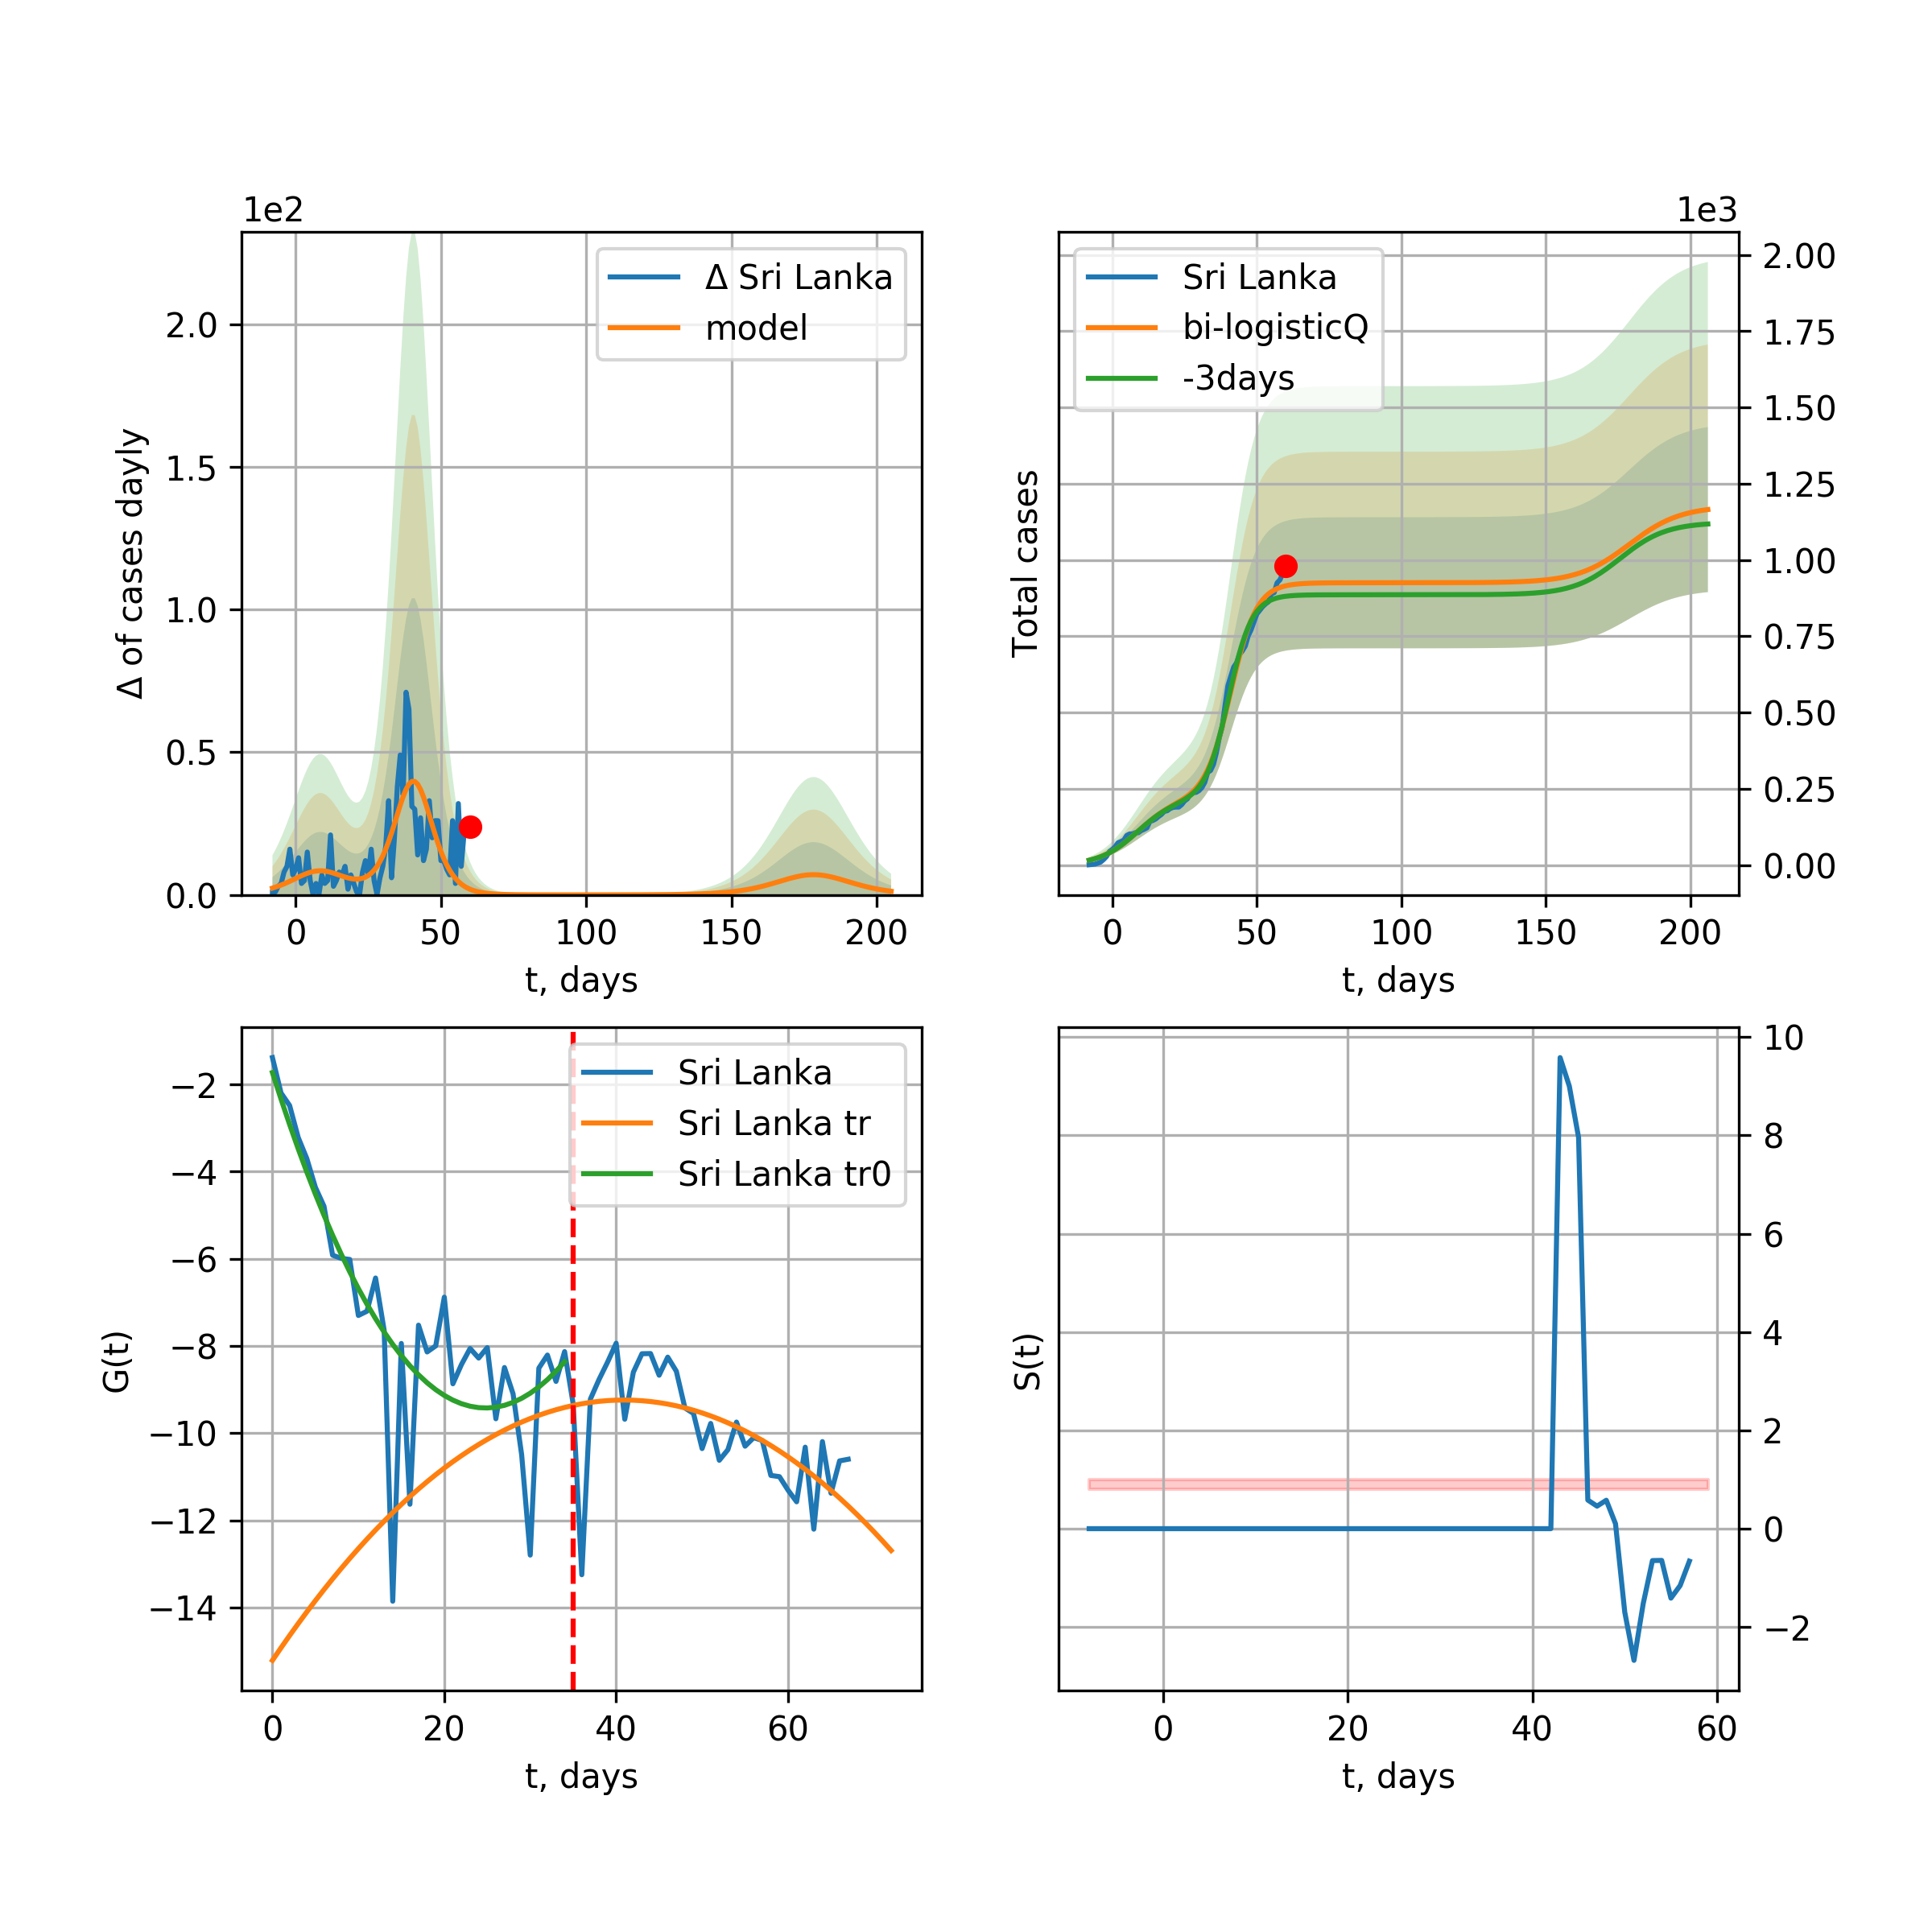 1e2
Δ Sri Lanka
model
2.0
1.5
1.0
0.5
0.0
Δ of cases dayly
0 50 100 150 200
t, days
1e3
Sri Lanka
bi-logisticQ
-3days
2.00
1.75
1.50
1.25
1.00
0.75
0.50
0.25
0.00
Total cases
0 50 100 150 200
t, days
Sri Lanka
Sri Lanka tr
Sri Lanka tr0
−2
−4
−6
−8
−10
−12
−14
G(t)
0 20 40 60
t, days
10
8
6
4
2
0
−2
S(t)
0 20 40 60
t, days